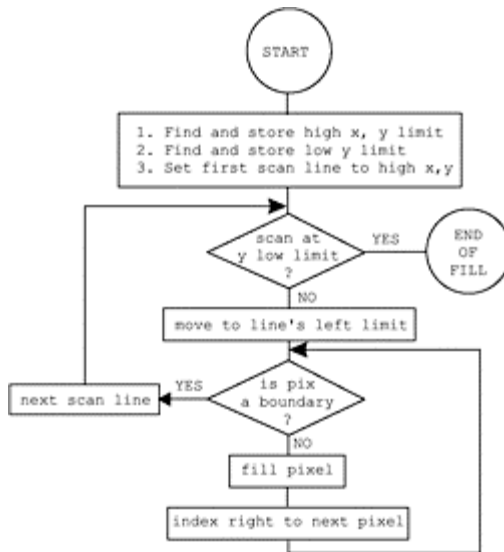 START
1. Find and store high x, y limit
2. Find and store low y limit
3. Set first scan line to high x,y
scan at
y low limit
?
YES
END
OF
FILL
NO
move to line's left limit
is pix
a boundary
?
YES
next scan line
NO
fill pixel
index right to next pixel